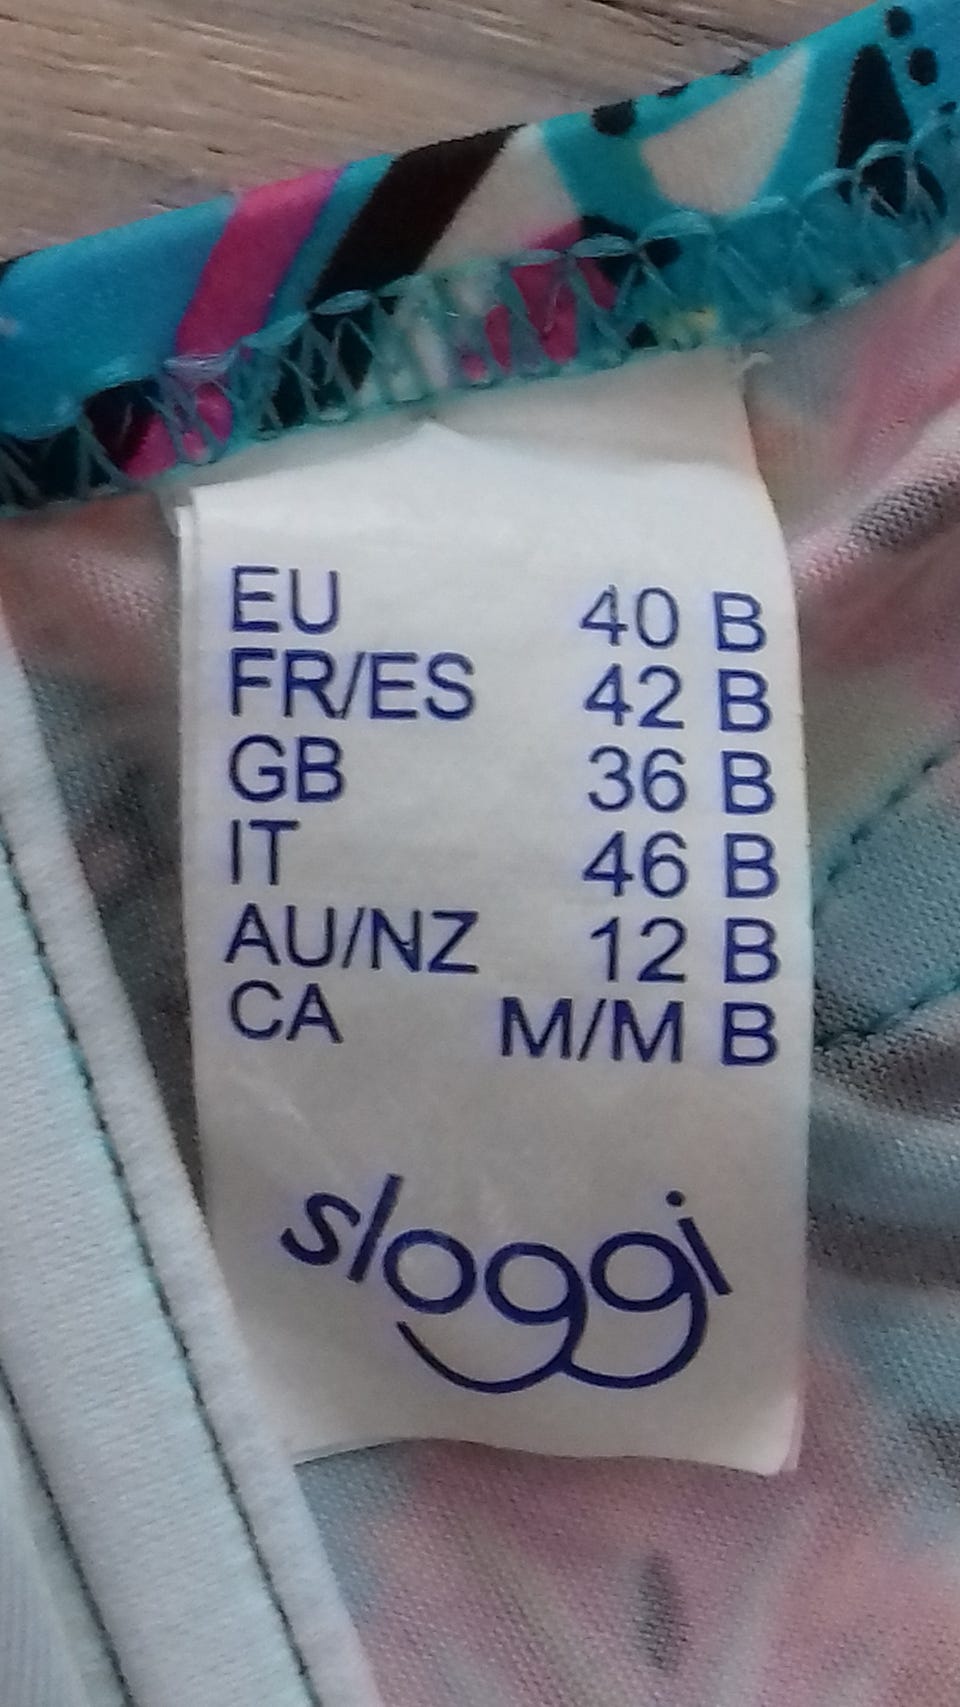 EU 40 B
FR/ES 42 B
GB 36 B
IT 46 B
AU/NZ 12 B
CA M/M B
sloggi